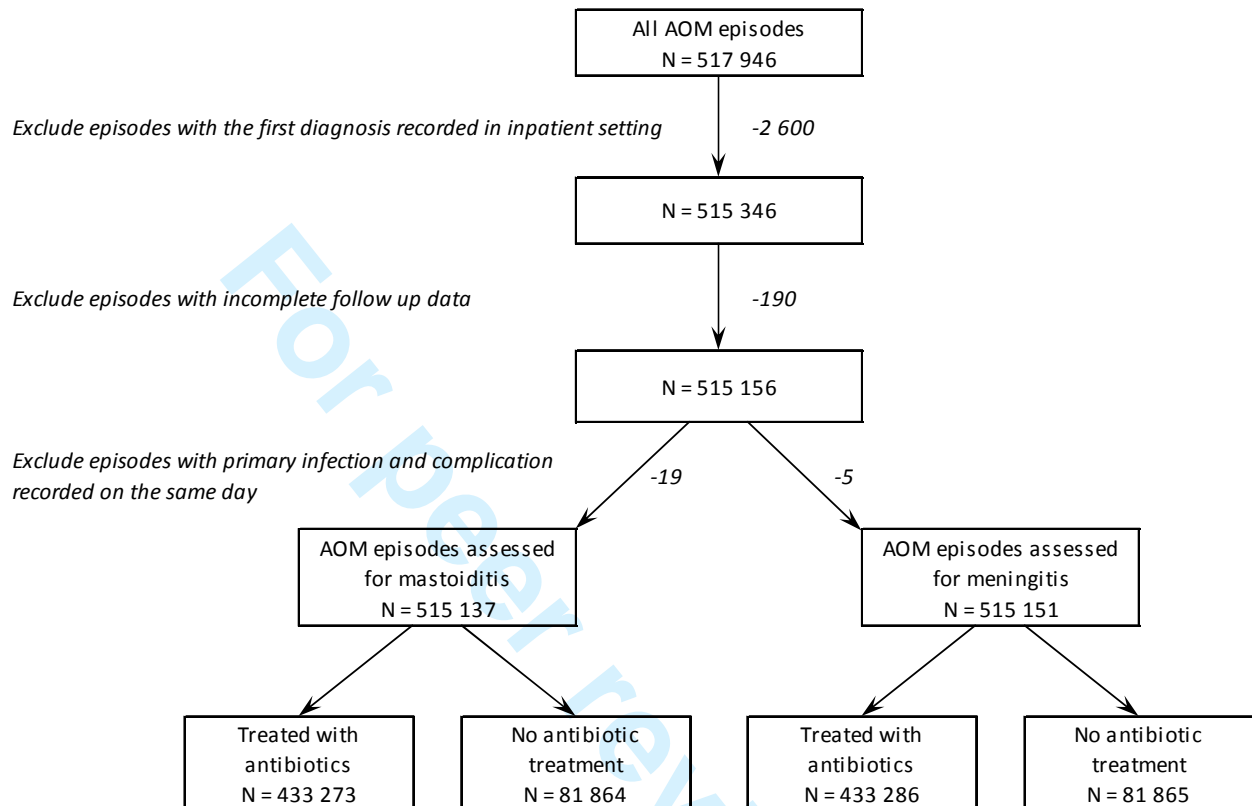 All AOM episodes
N = 517 946
Exclude episodes with the first diagnosis recorded in inpatient setting
-2 600
N = 515 346
Exclude episodes with incomplete follow up data
-190
N = 515 156
Exclude episodes with primary infection and complication
recorded on the same day
-19
-5
AOM episodes assessed
for mastoiditis
N = 515 137
AOM episodes assessed
for meningitis
N = 515 151
Treated with
antibiotics
N = 433 273
No antibiotic
treatment
N = 81 864
Treated with
antibiotics
N = 433 286
No antibiotic
treatment
N = 81 865
For peer rev